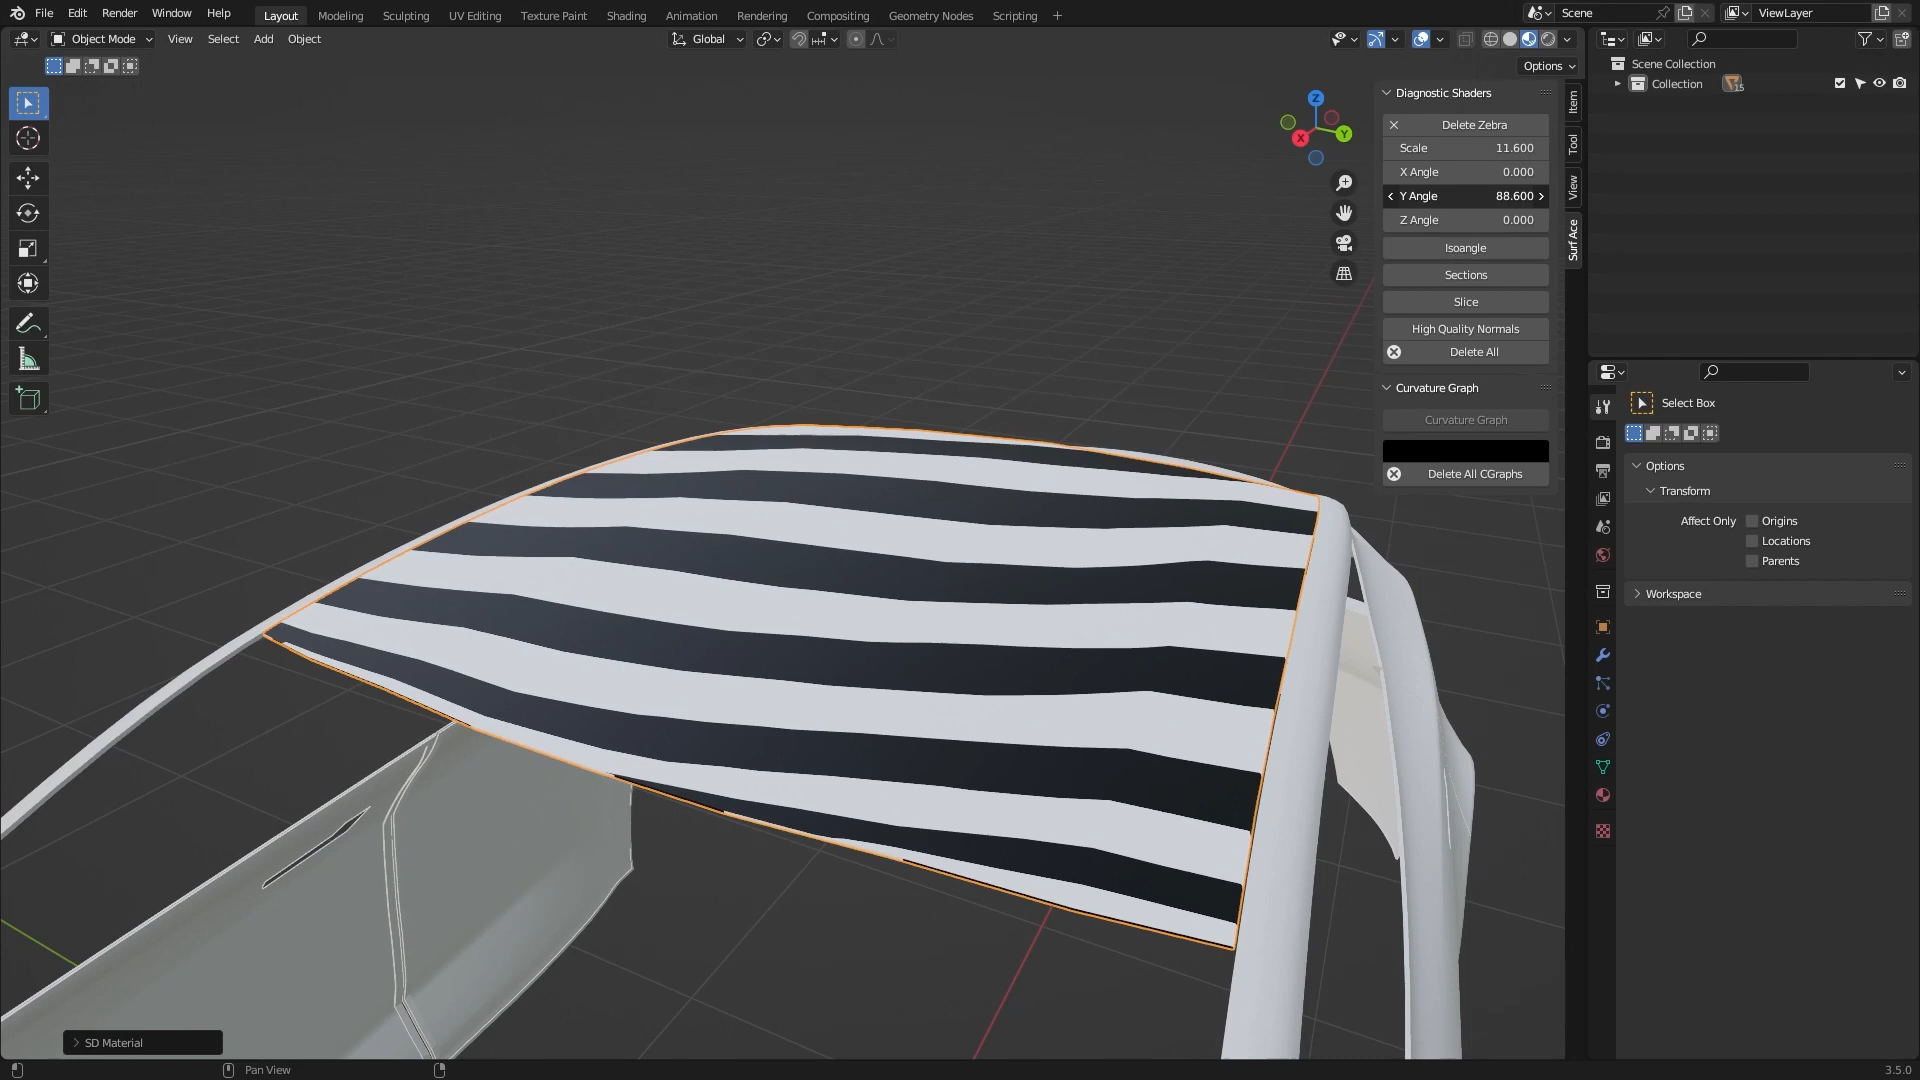 File Edit Render Window Help Layout Modeling Sculpting UV Editing Texture Paint Shading Animation Rendering Compositing Geometry Nodes Scripting + Scene ViewLayer
Object Mode View Select Add Object Global
Options
Scene Collection
Collection 15
Z
Y
X
Diagnostic Shaders
Delete Zebra
Scale 11.600
X Angle 0.000
Y Angle 88.600
Z Angle 0.000
Isoangle
Sections
Slice
High Quality Normals
Delete All
Curvature Graph
Curvature Graph
Delete All CGraphs
Item
Tool
View
Surf Ace
Select Box
Options
Transform
Affect Only Origins
Locations
Parents
Workspace
SD Material
Pan View
3.5.0